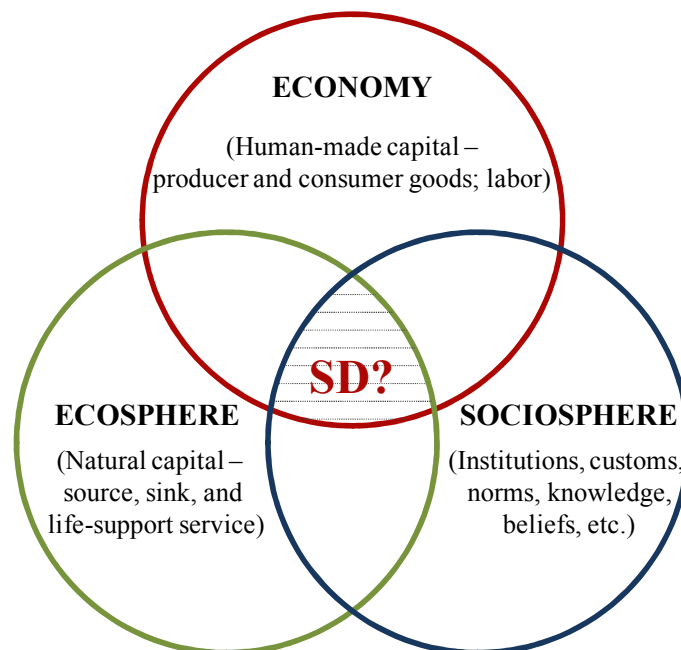 ECONOMY
(Human-made capital –
producer and consumer goods; labor)
SD?
ECOSPHERE
(Natural capital –
source, sink, and
life-support service)
SOCIOSPHERE
(Institutions, customs,
norms, knowledge,
beliefs, etc.)